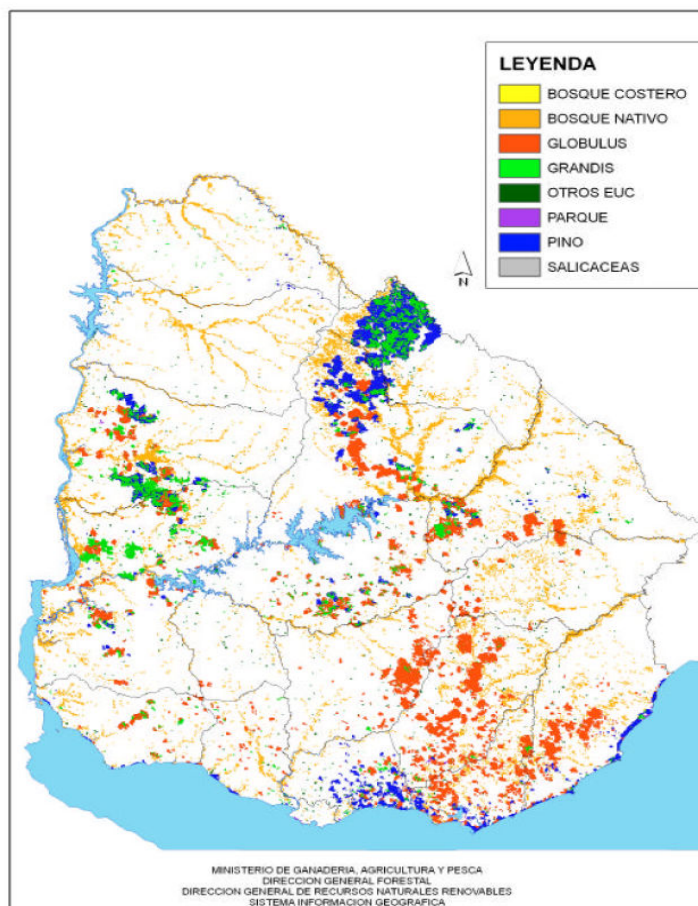 LEYENDA
BOSQUE COSTERO
BOSQUE NATIVO
GLOBULUS
GRANDIS
OTROS EUC
PARQUE
PINO
SALICACEAS
N
MINISTERIO DE GANADERIA, AGRICULTURA Y PESCA
DIRECCION GENERAL FORESTAL
DIRECCION GENERAL DE RECURSOS NATURALES RENOVABLES
SISTEMA INFORMACION GEOGRAFICA